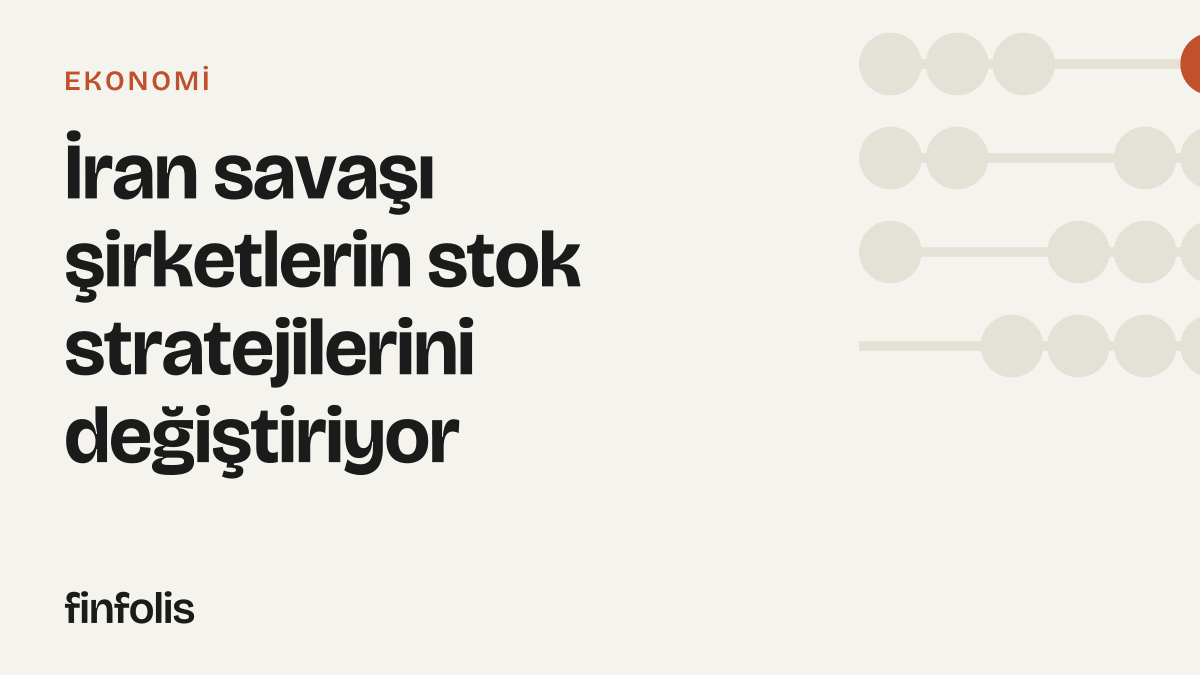 EKONOMİ
İran savaşı
şirketlerin stok
stratejilerini
değiştiriyor
finfolis